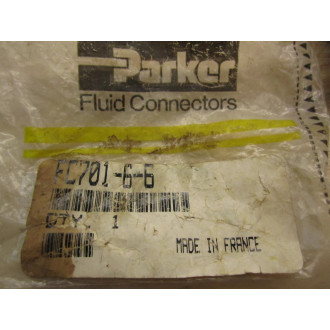 Parker
Fluid Connectors
FC701-6-6
QTY. 1
MADE IN FRANCE